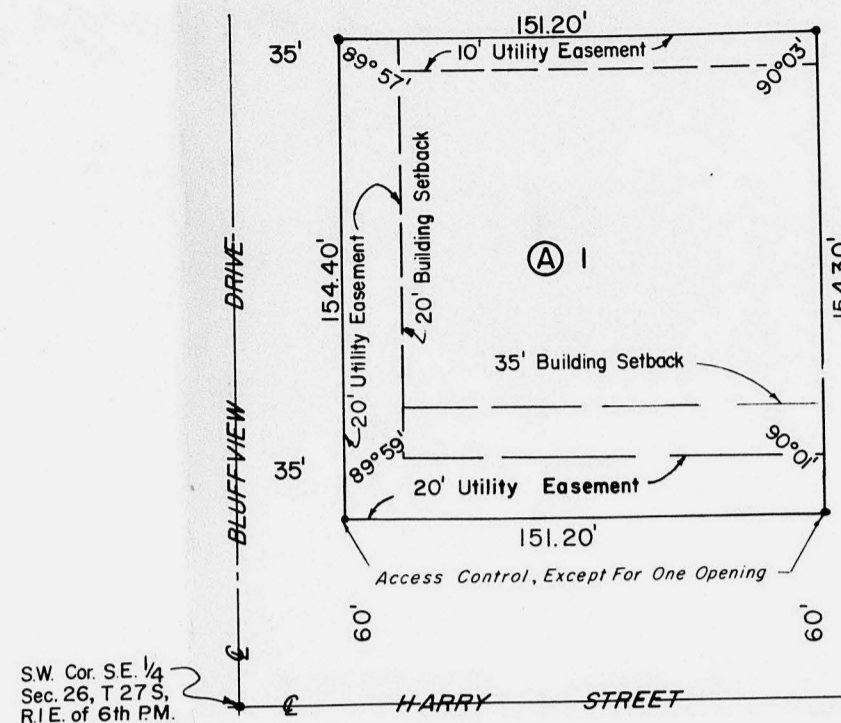 151.20'
35'
10' Utility Easement
89° 57'
90°03'
20' Building Setback
20' Utility Easement
154.40'
154.30'
BLUFFVIEW DRIVE
Ⓐ 1
35' Building Setback
89°59'
90°01'
35'
20' Utility Easement
151.20'
Access Control, Except For One Opening
60'
60'
℄
S.W. Cor. S.E. 1/4
Sec. 26, T 27 S,
R.I E. of 6th P.M.
℄ HARRY STREET